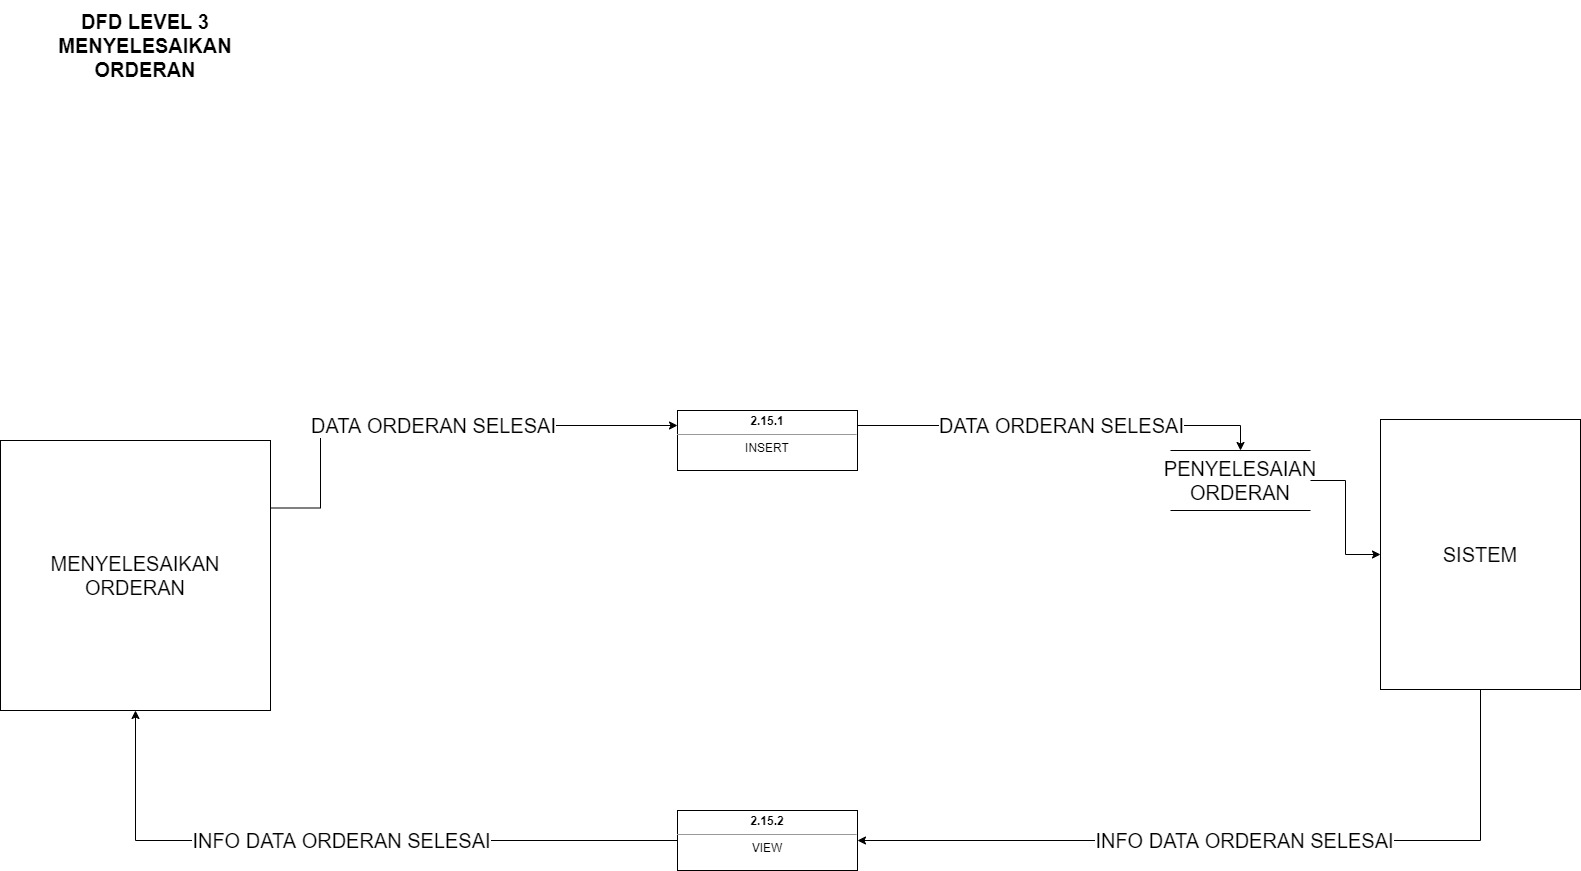 DFD LEVEL 3
MENYELESAIKAN
ORDERAN
DATA ORDERAN SELESAI
2.15.1
INSERT
DATA ORDERAN SELESAI
PENYELESAIAN
ORDERAN
MENYELESAIKAN
ORDERAN
SISTEM
INFO DATA ORDERAN SELESAI
2.15.2
VIEW
INFO DATA ORDERAN SELESAI